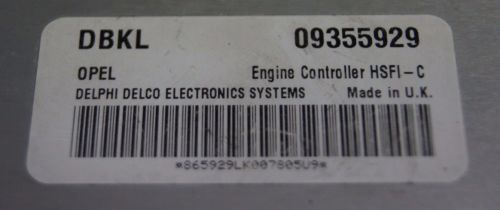 DBKL 09355929
OPEL Engine Controller HSFI-C
DELPHI DELCO ELECTRONICS SYSTEMS Made in U.K.
*865929LK007805U9*